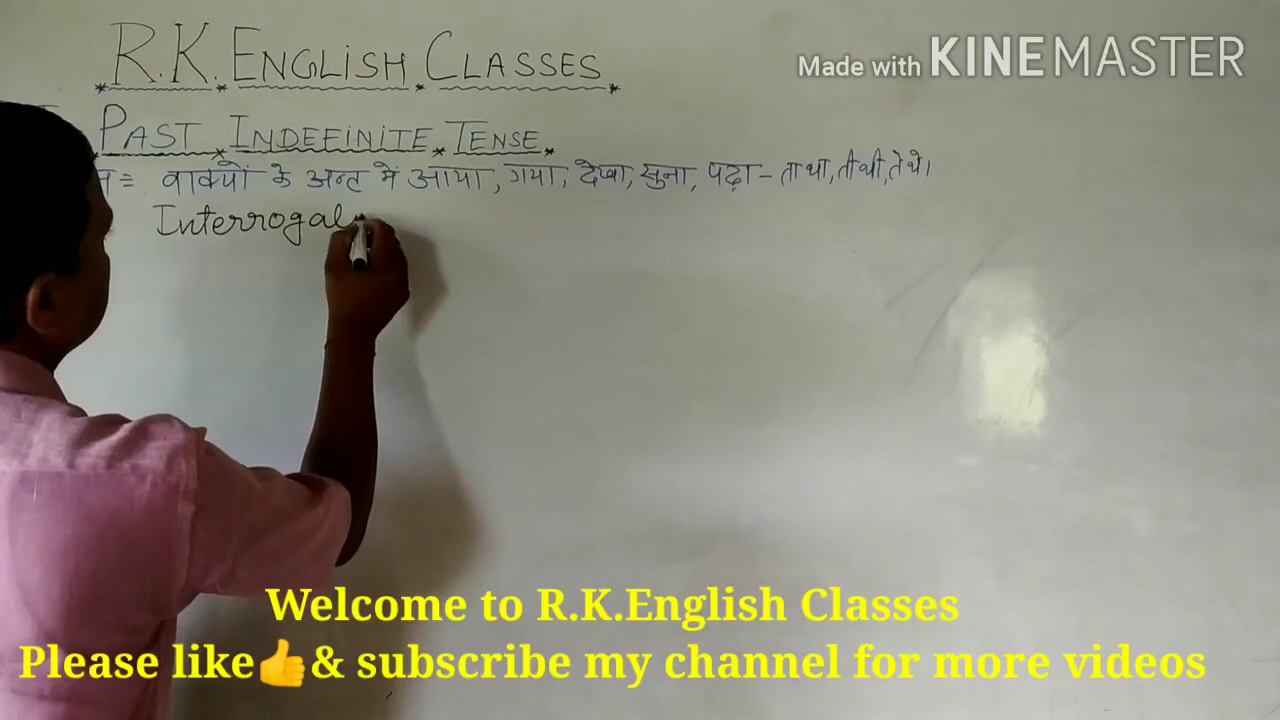 R.K. ENGLISH CLASSES
Made with KINEMASTER
PAST INDEFINITE TENSE
वाक्यों के अन्त में आया, गया, देखा, सुना, पढ़ा - ता था, ती थी, ते थे।
Interrogat
Welcome to R.K.English Classes
Please like👍& subscribe my channel for more videos